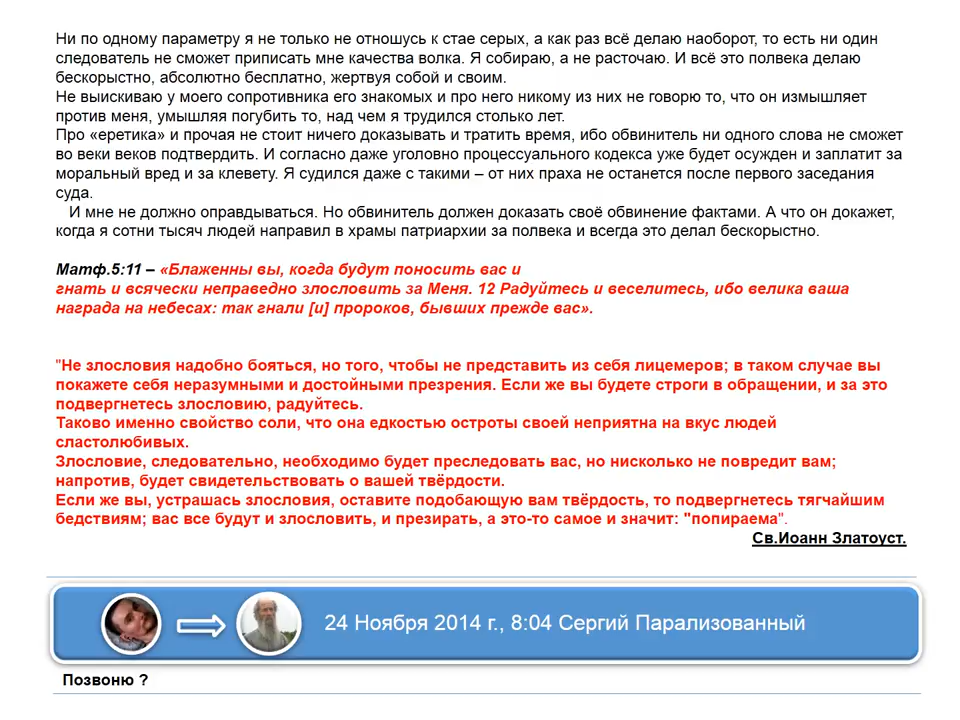 Ни по одному параметру я не только не отношусь к стае серых, а как раз всё делаю наоборот, то есть ни один
следователь не сможет приписать мне качества волка. Я собираю, а не расточаю. И всё это полвека делаю
бескорыстно, абсолютно бесплатно, жертвуя собой и своим.
Не выискиваю у моего сопротивника его знакомых и про него никому из них не говорю то, что он измышляет
против меня, умышляя погубить то, над чем я трудился столько лет.
Про «еретика» и прочая не стоит ничего доказывать и тратить время, ибо обвинитель ни одного слова не сможет
во веки веков подтвердить. И согласно даже уголовно процессуального кодекса уже будет осужден и заплатит за
моральный вред и за клевету. Я судился даже с такими – от них праха не останется после первого заседания
суда.
И мне не должно оправдываться. Но обвинитель должен доказать своё обвинение фактами. А что он докажет,
когда я сотни тысяч людей направил в храмы патриархии за полвека и всегда это делал бескорыстно.
Матф.5:11 – «Блаженны вы, когда будут поносить вас и
гнать и всячески неправедно злословить за Меня. 12 Радуйтесь и веселитесь, ибо велика ваша
награда на небесах: так гнали [и] пророков, бывших прежде вас».
"Не злословия надобно бояться, но того, чтобы не представить из себя лицемеров; в таком случае вы
покажете себя неразумными и достойными презрения. Если же вы будете строги в обращении, и за это
подвергнетесь злословию, радуйтесь.
Таково именно свойство соли, что она едкостью остроты своей неприятна на вкус людей
сластолюбивых.
Злословие, следовательно, необходимо будет преследовать вас, но нисколько не повредит вам;
напротив, будет свидетельствовать о вашей твёрдости.
Если же вы, устрашась злословия, оставите подобающую вам твёрдость, то подвергнетесь тягчайшим
бедствиям; вас все будут и злословить, и презирать, а это-то самое и значит: "попираема".
Св.Иоанн Златоуст.
24 Ноября 2014 г., 8:04 Сергий Парализованный
Позвоню ?